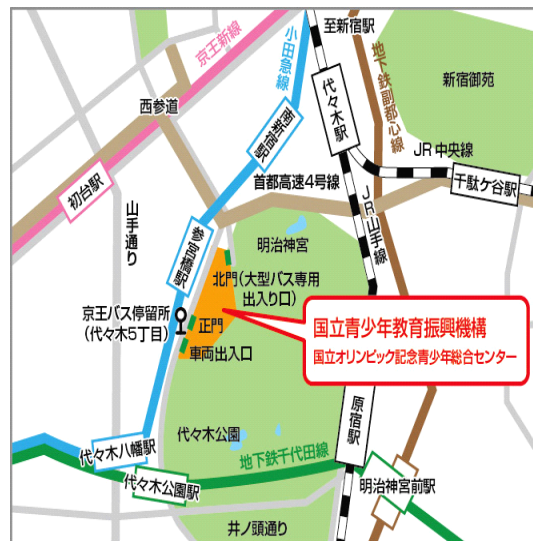 至新宿駅
京王新線
小田急線
地下鉄副都心線
新宿御苑
代々木駅
西参道
南新宿駅
JR中央線
千駄ケ谷駅
首都高速4号線
初台駅
山手通り
JR山手線
参宮橋駅
明治神宮
北門(大型バス専用
出入り口)
京王バス停留所
(代々木5丁目)
正門
車両出入口
国立青少年教育振興機構
国立オリンピック記念青少年総合センター
原宿駅
代々木公園
代々木八幡駅
地下鉄千代田線
代々木公園駅
明治神宮前駅
井ノ頭通り